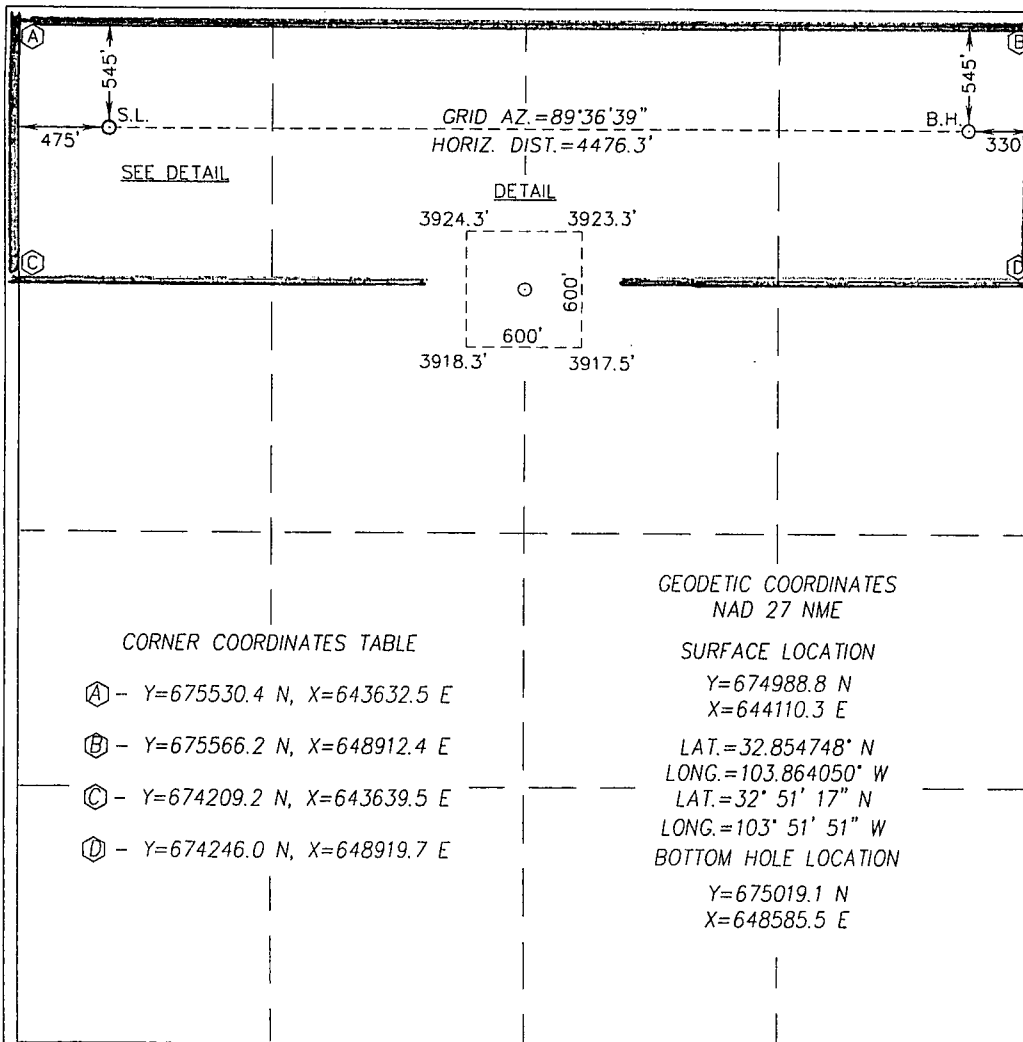 A
B
545'
545'
S.L.
GRID AZ.=89°36'39"
B.H.
475'
HORIZ. DIST.=4476.3'
330'
SEE DETAIL
DETAIL
3924.3' 3923.3'
C
D
600'
600'
3918.3' 3917.5'
GEODETIC COORDINATES
NAD 27 NME
CORNER COORDINATES TABLE
SURFACE LOCATION
A - Y=675530.4 N, X=643632.5 E
Y=674988.8 N
X=644110.3 E
B - Y=675566.2 N, X=648912.4 E
LAT.=32.854748° N
LONG.=103.864050° W
C - Y=674209.2 N, X=643639.5 E
LAT.=32° 51' 17" N
LONG.=103° 51' 51" W
D - Y=674246.0 N, X=648919.7 E
BOTTOM HOLE LOCATION
Y=675019.1 N
X=648585.5 E